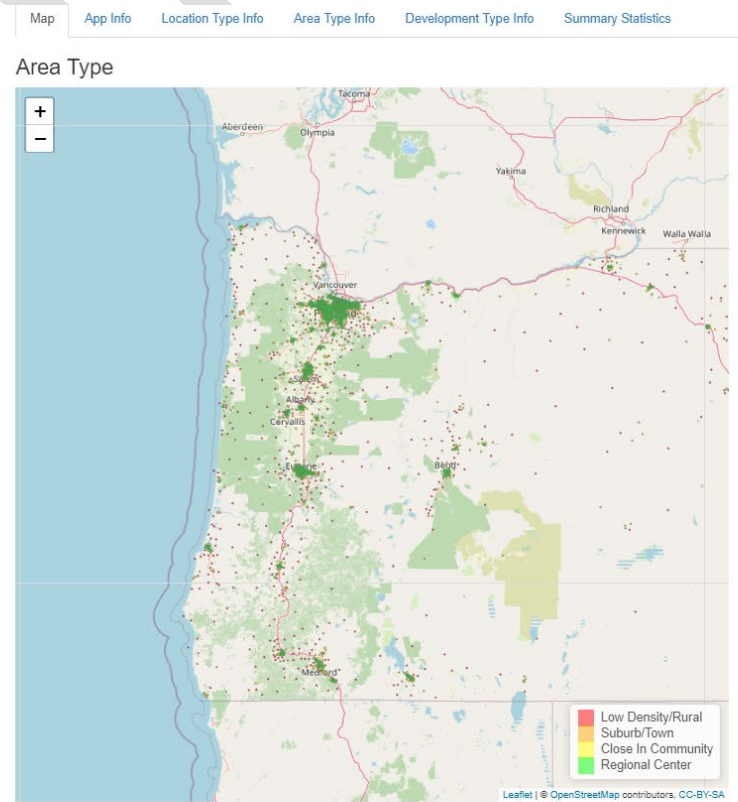 Map App Info Location Type Info Area Type Info Development Type Info Summary Statistics
Area Type
+
−
Tacoma
Aberdeen
Olympia
Yakima
Richland
Kennewick
Walla Walla
Vancouver
Salem
Albany
Corvallis
Eugene
Bend
Medford
Low Density/Rural
Suburb/Town
Close In Community
Regional Center
Leaflet | © OpenStreetMap contributors, CC-BY-SA